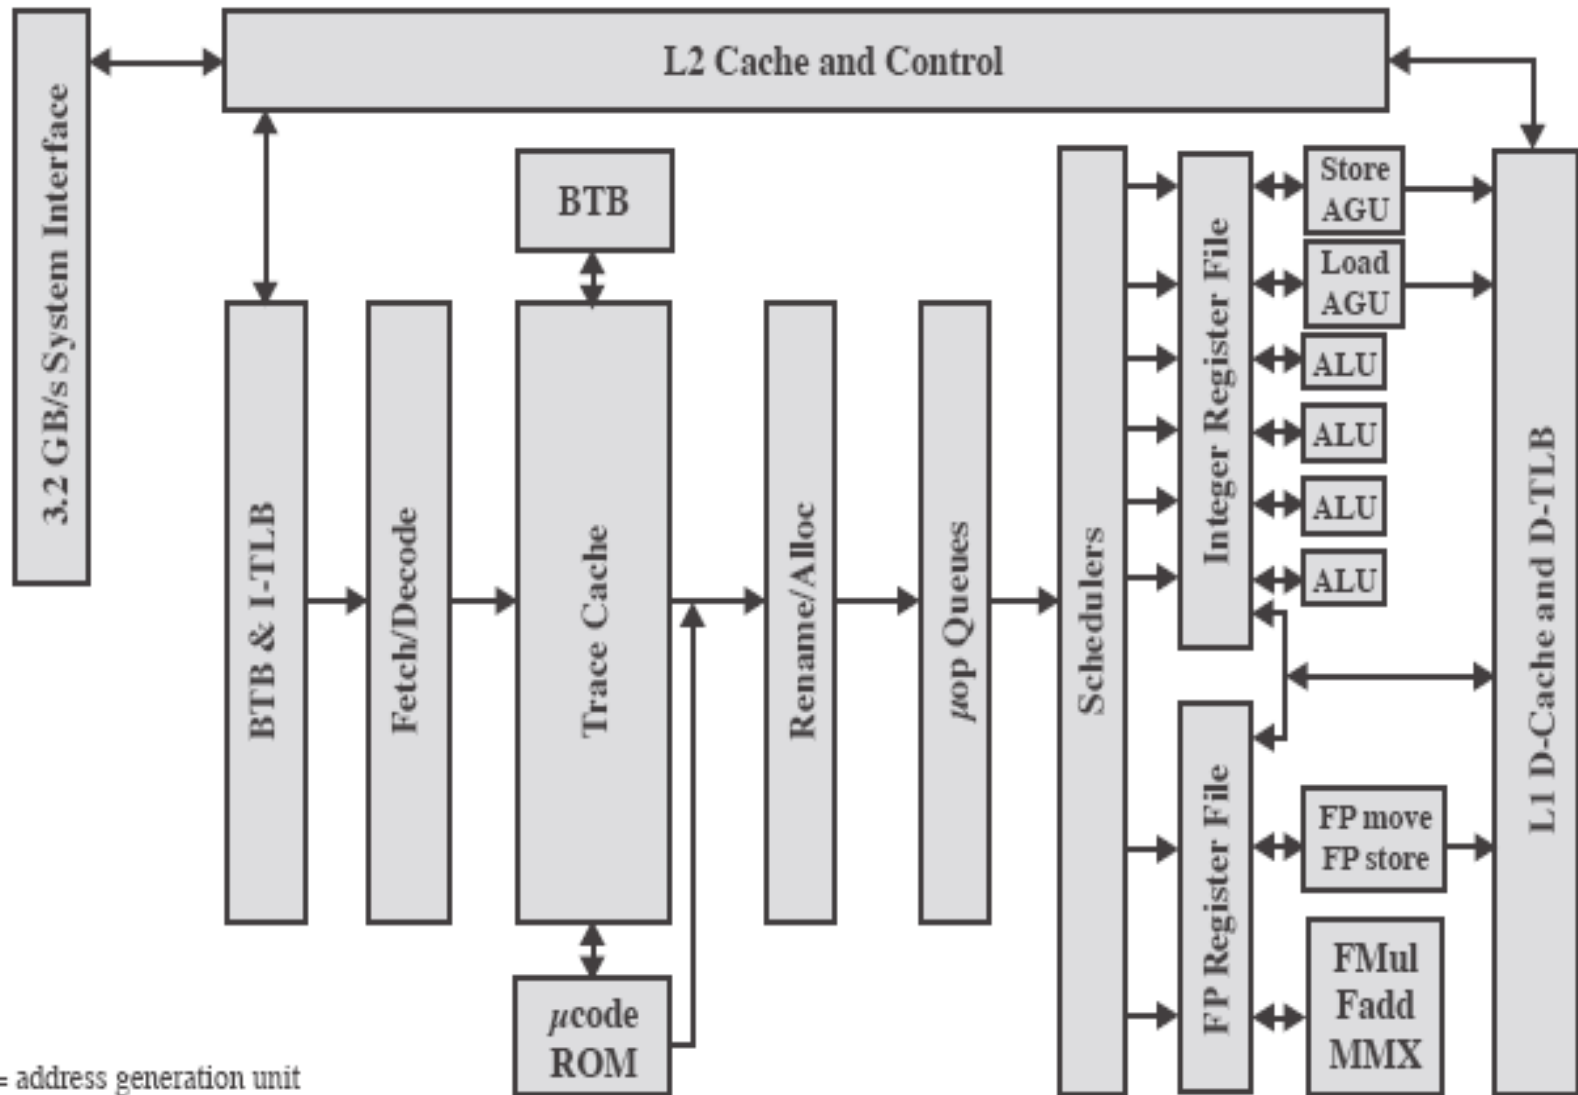 3.2 GB/s System Interface
L2 Cache and Control
BTB
BTB & I-TLB
Fetch/Decode
Trace Cache
µcode
ROM
Rename/Alloc
µop Queues
Schedulers
Integer Register File
FP Register File
Store
AGU
Load
AGU
ALU
ALU
ALU
ALU
FP move
FP store
FMul
Fadd
MMX
L1 D-Cache and D-TLB
= address generation unit